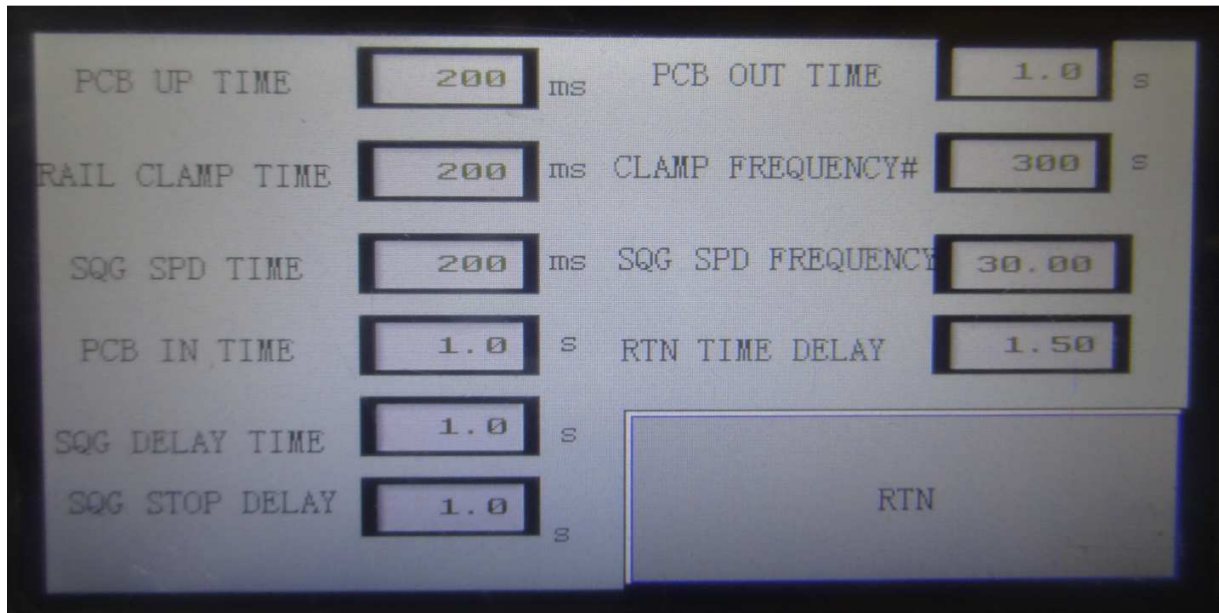 PCB UP TIME 200 ms PCB OUT TIME 1.0 s
RAIL CLAMP TIME 200 ms CLAMP FREQUENCY# 300 s
SQG SPD TIME 200 ms SQG SPD FREQUENCY 30.00
PCB IN TIME 1.0 s RTN TIME DELAY 1.50
SQG DELAY TIME 1.0 s
SQG STOP DELAY 1.0 s
RTN